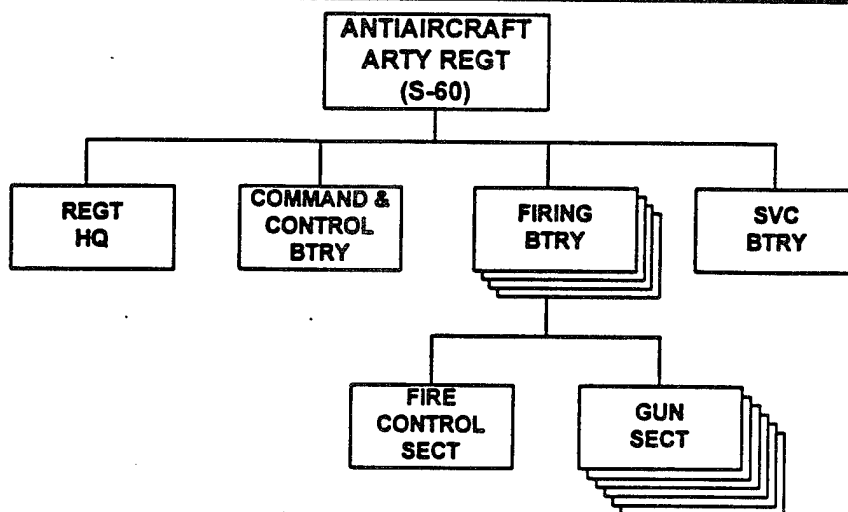 ANTIAIRCRAFT
ARTY REGT
(S-60)
REGT
HQ
COMMAND &
CONTROL
BTRY
FIRING
BTRY
SVC
BTRY
FIRE
CONTROL
SECT
GUN
SECT